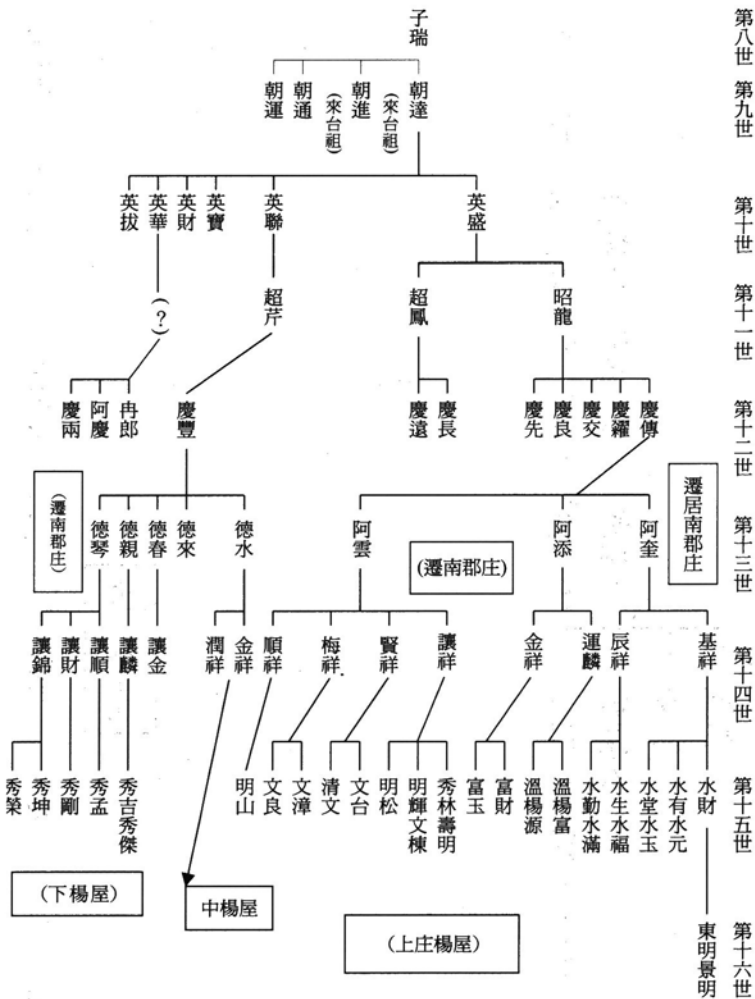 第八世
子瑞
第九世
朝達
(來台祖)
朝進
(來台祖)
朝通
朝運
第十世
英盛
英聯
英寶
英財
英華
英拔
第十一世
昭龍
超鳳
超芹
(?)
第十二世
慶傳
慶糴
慶交
慶良
慶先
慶長
慶遠
慶豐
冉郎
阿慶
慶兩
第十三世
遷居南郡庄
阿奎
阿添
(遷南郡庄)
阿雲
德水
德來
德春
德親
德琴
(遷南郡庄)
第十四世
基祥
辰祥
運麟
金祥
讓祥
賢祥
梅祥
順祥
金祥
潤祥
讓金
讓麟
讓順
讓財
讓錦
第十五世
水財
水有水元
水堂水玉
水生水福
水勤水滿
溫楊富
溫楊源
富財
富玉
秀林壽明
明輝文棟
明松
文台
清文
文漳
文良
明山
秀吉秀傑
秀孟
秀剛
秀坤
秀榮
第十六世
東明景明
(上庄楊屋)
中楊屋
(下楊屋)